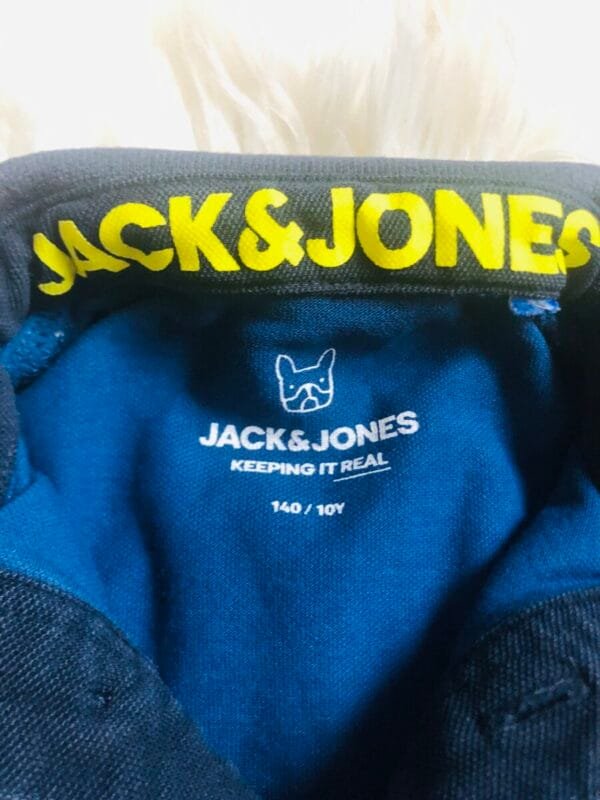 JACK&JONES
JACK&JONES
KEEPING IT REAL
140 / 10Y